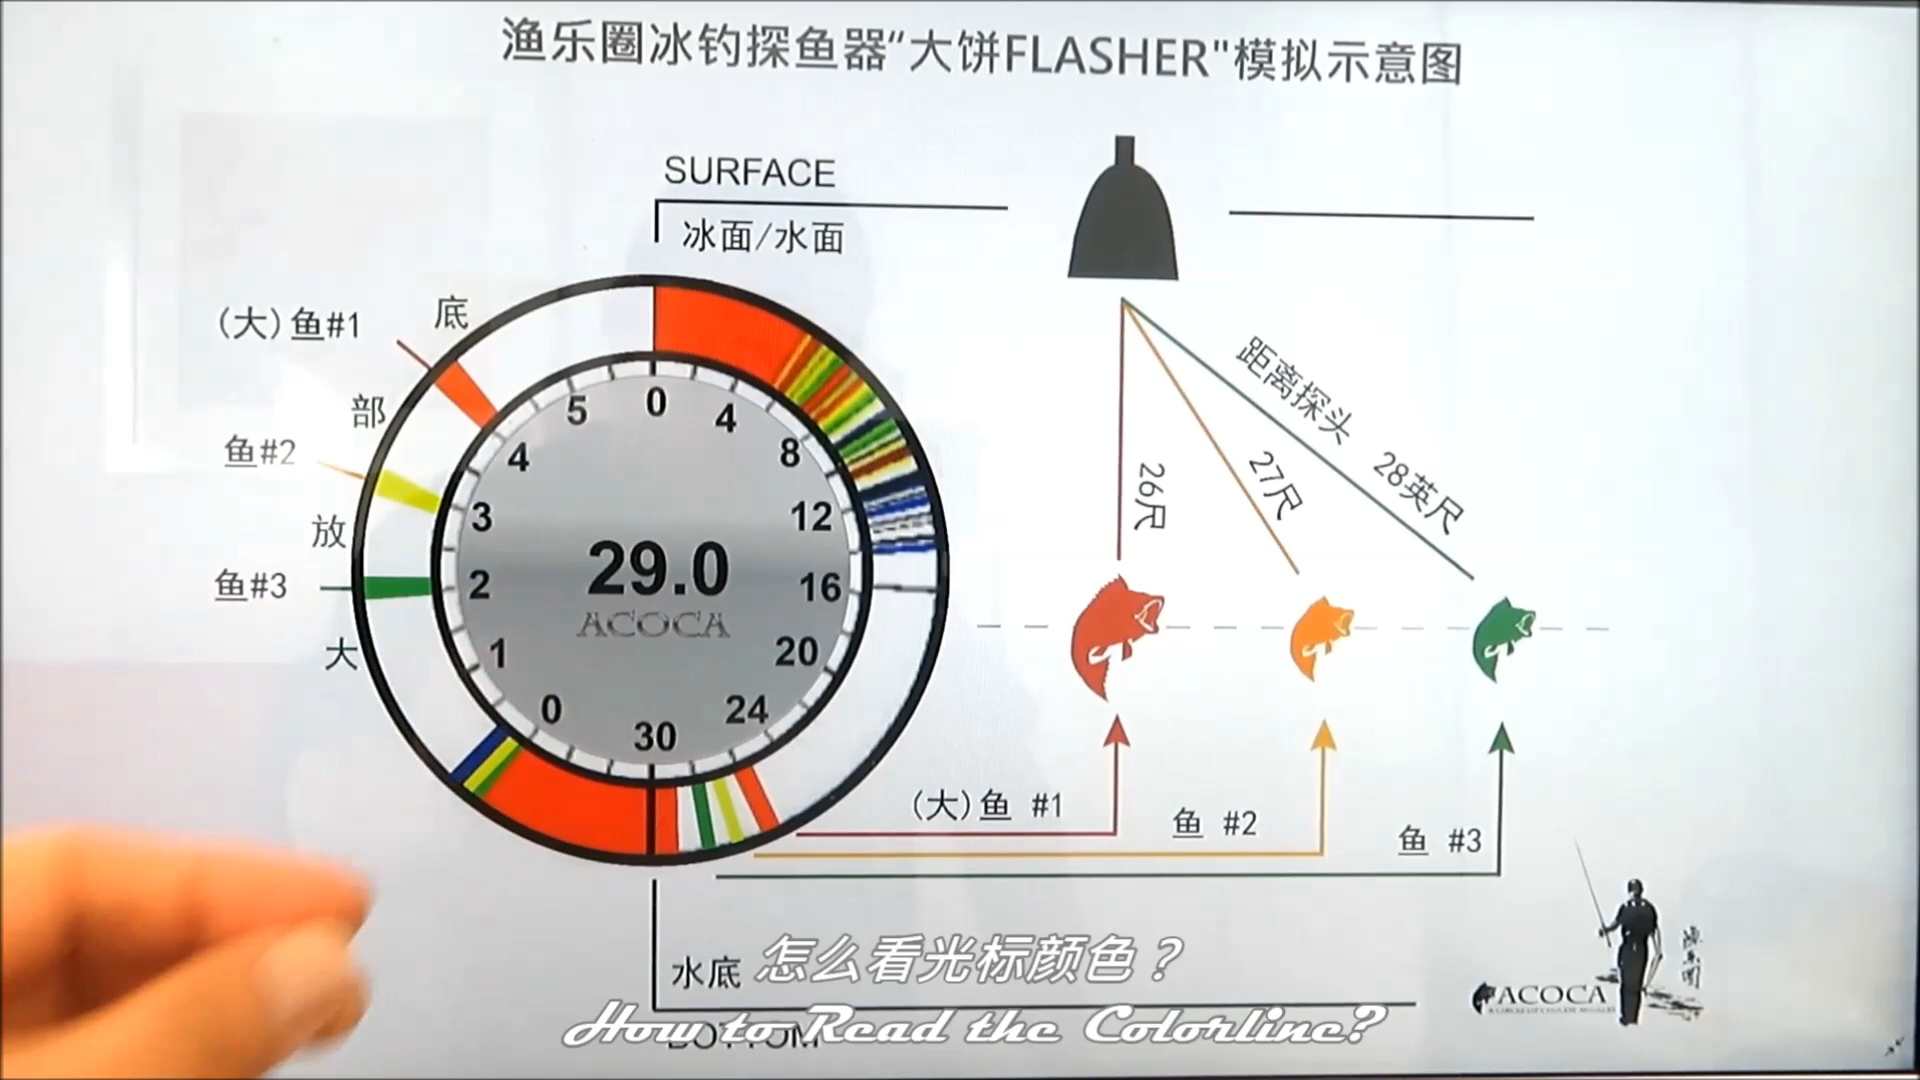 渔乐圈冰钓探鱼器“大饼FLASHER"模拟示意图
SURFACE
冰面/水面
(大)鱼#1
底
部
鱼#2
放
鱼#3
大
0
4
8
12
16
20
24
30
5
4
3
2
1
0
29.0
ACOCA
26尺
27尺
距离探头 28英尺
(大)鱼 #1
鱼 #2
鱼 #3
水底
怎么看光标颜色？
How to Read the Colorline?
BOTTOM
ACOCA
渔乐圈